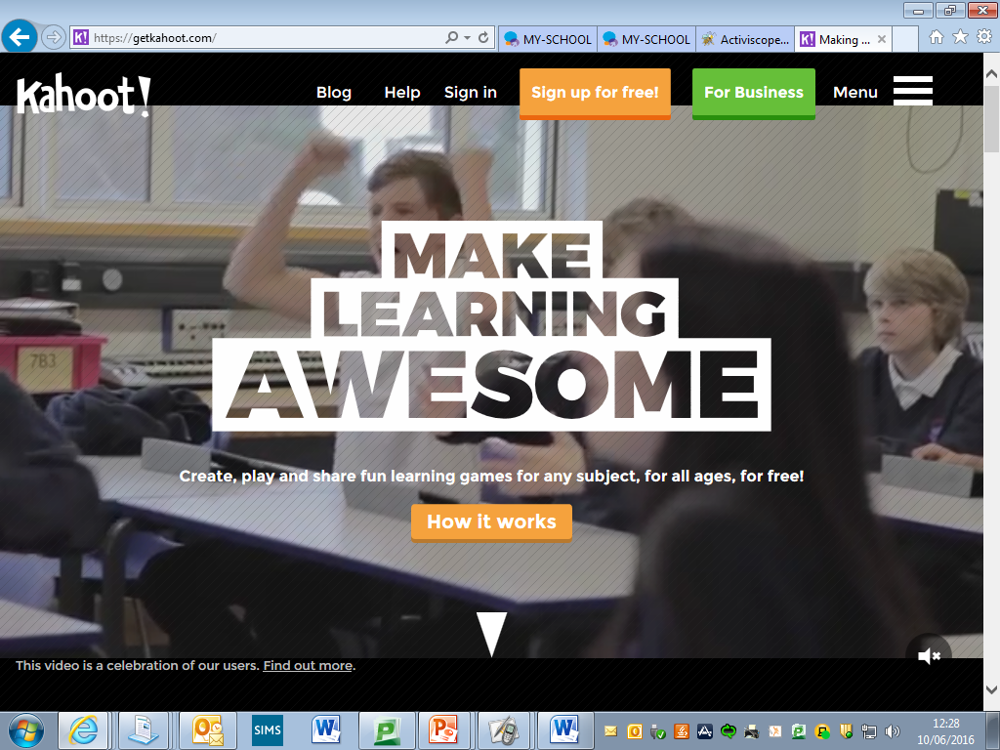 https://getkahoot.com/
MY-SCHOOL
MY-SCHOOL
Activiscope...
Making ...
Kahoot!
Blog
Help
Sign in
Sign up for free!
For Business
Menu
7B3
MAKE
LEARNING
AWESOME
Create, play and share fun learning games for any subject, for all ages, for free!
How it works
This video is a celebration of our users. Find out more.
SIMS
12:28
10/06/2016